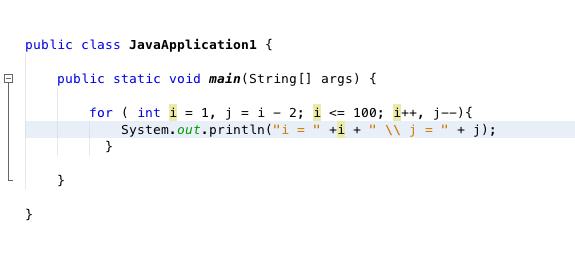 public class JavaApplication1 {
public static void main(String[] args) {
for ( int i = 1, j = i - 2; i <= 100; i++, j--){
System.out.println("i = " +i + " \\ j = " + j);
}
}
}